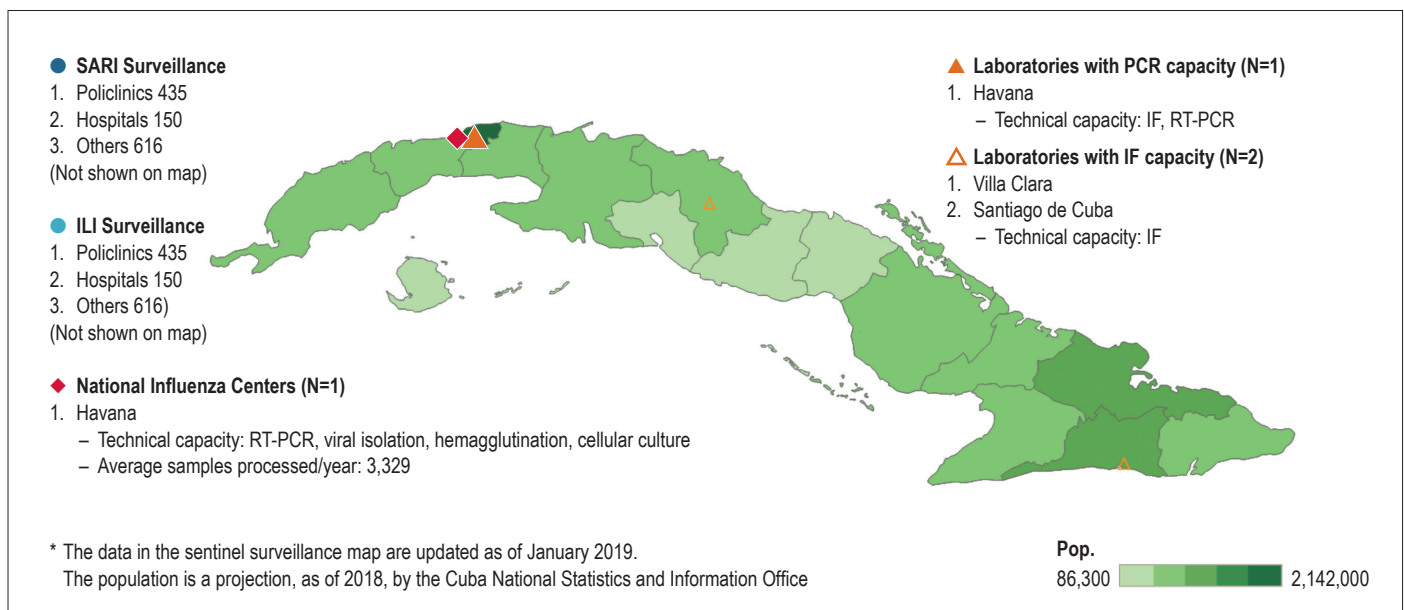 SARI Surveillance
1. Policlinics 435
2. Hospitals 150
3. Others 616
(Not shown on map)
ILI Surveillance
1. Policlinics 435
2. Hospitals 150
3. Others 616)
(Not shown on map)
National Influenza Centers (N=1)
1. Havana
– Technical capacity: RT-PCR, viral isolation, hemagglutination, cellular culture
– Average samples processed/year: 3,329
Laboratories with PCR capacity (N=1)
1. Havana
– Technical capacity: IF, RT-PCR
Laboratories with IF capacity (N=2)
1. Villa Clara
2. Santiago de Cuba
– Technical capacity: IF
* The data in the sentinel surveillance map are updated as of January 2019.
The population is a projection, as of 2018, by the Cuba National Statistics and Information Office
Pop.
86,300 2,142,000